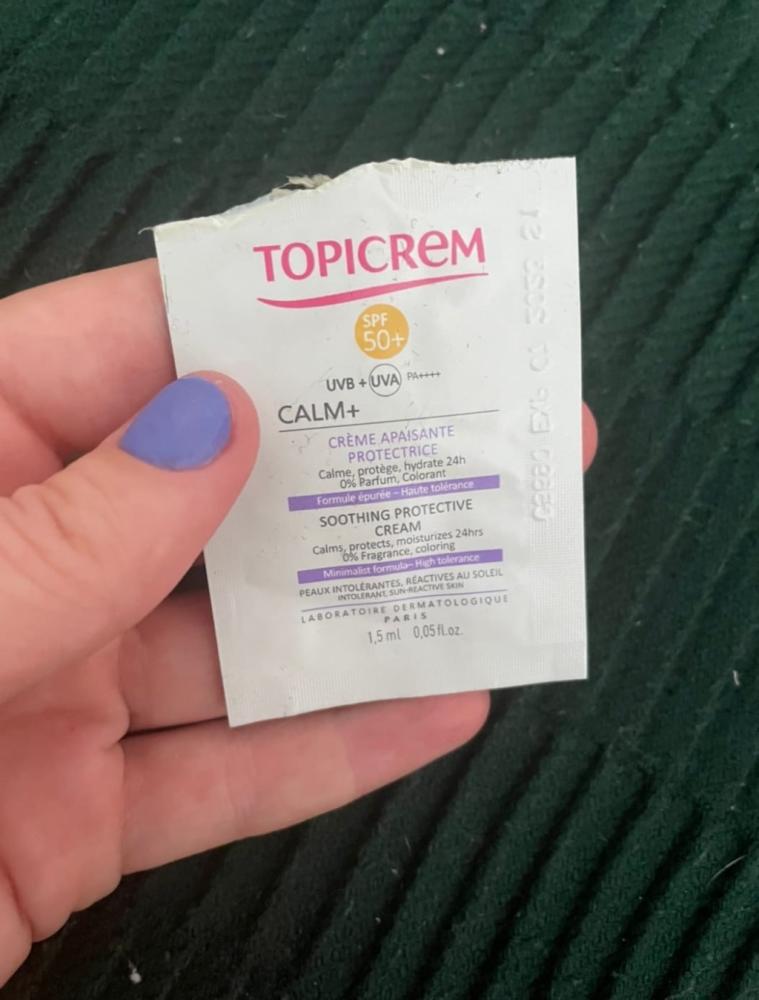 TOPICREM
SPF
50+
UVB + UVA PA++++
CALM+
CRÈME APAISANTE
PROTECTRICE
Calme, protège, hydrate 24h
0% Parfum, Colorant
Formule épurée – Haute tolérance
SOOTHING PROTECTIVE
CREAM
Calms, protects, moisturizes 24hrs
0% Fragrance, coloring
Minimalist formula– High tolerance
PEAUX INTOLÉRANTES, RÉACTIVES AU SOLEIL
INTOLERANT, SUN-REACTIVE SKIN
LABORATOIRE DERMATOLOGIQUE
PARIS
1,5 ml 0,05 fl.oz.
EXP 01